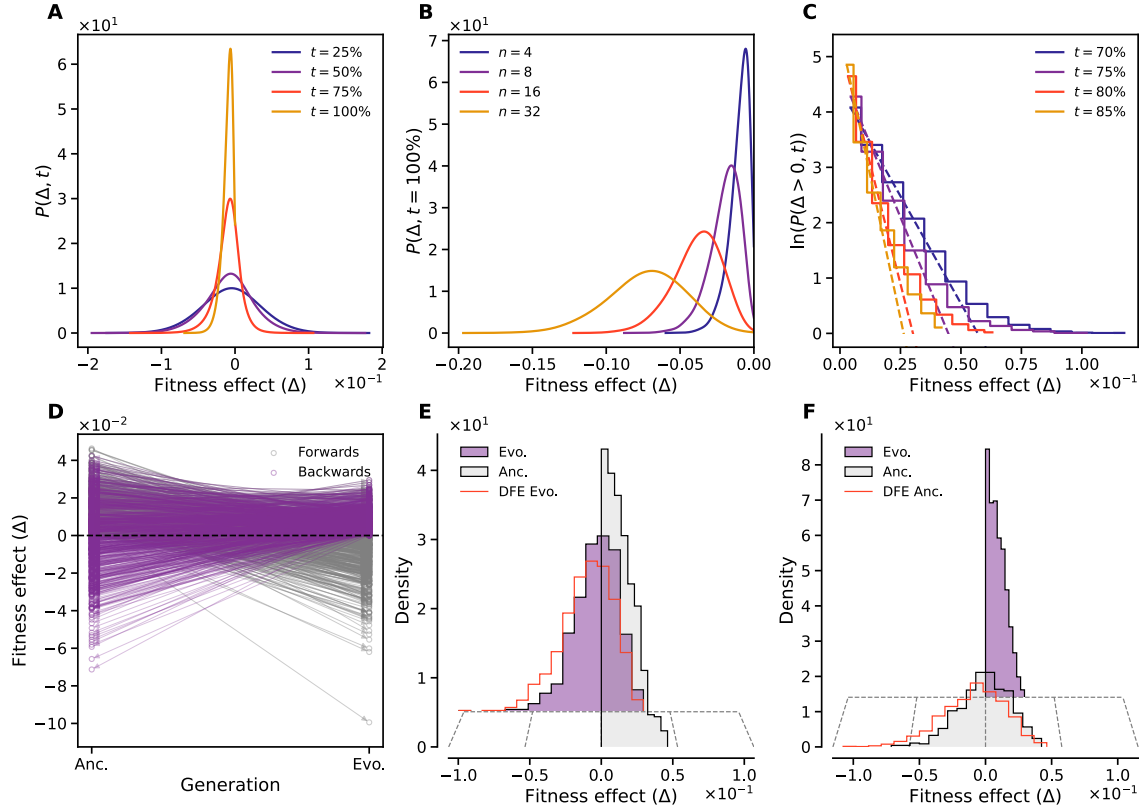 A
×10¹
P(Δ, t)
6
5
4
3
2
1
0
t = 25%
t = 50%
t = 75%
t = 100%
−2
−1
0
1
Fitness effect (Δ)
×10⁻¹
B
×10¹
P(Δ, t = 100%)
7
6
5
4
3
2
1
0
n = 4
n = 8
n = 16
n = 32
−0.20
−0.15
−0.10
−0.05
0.00
Fitness effect (Δ)
C
ln(P(Δ > 0, t))
5
4
3
2
1
0
t = 70%
t = 75%
t = 80%
t = 85%
0.00
0.25
0.50
0.75
1.00
Fitness effect (Δ)
×10⁻¹
D
×10⁻²
Fitness effect (Δ)
4
2
0
−2
−4
−6
−8
−10
Forwards
Backwards
Anc.
Evo.
Generation
E
×10¹
Density
4
3
2
1
0
Evo.
Anc.
DFE Evo.
−1.0
−0.5
0.0
0.5
1.0
Fitness effect (Δ)
×10⁻¹
F
×10¹
Density
8
7
6
5
4
3
2
1
0
Evo.
Anc.
DFE Anc.
−1.0
−0.5
0.0
0.5
1.0
Fitness effect (Δ)
×10⁻¹